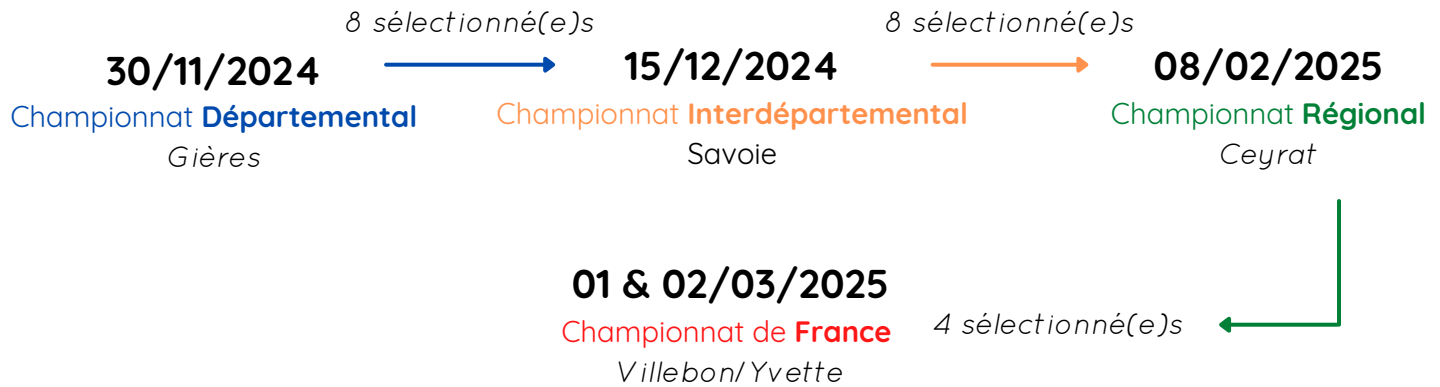 8 sélectionné(e)s
8 sélectionné(e)s
30/11/2024
15/12/2024
08/02/2025
Championnat Départemental
Championnat Interdépartemental
Championnat Régional
Gières
Savoie
Ceyrat
01 & 02/03/2025
Championnat de France
4 sélectionné(e)s
Villebon/Yvette